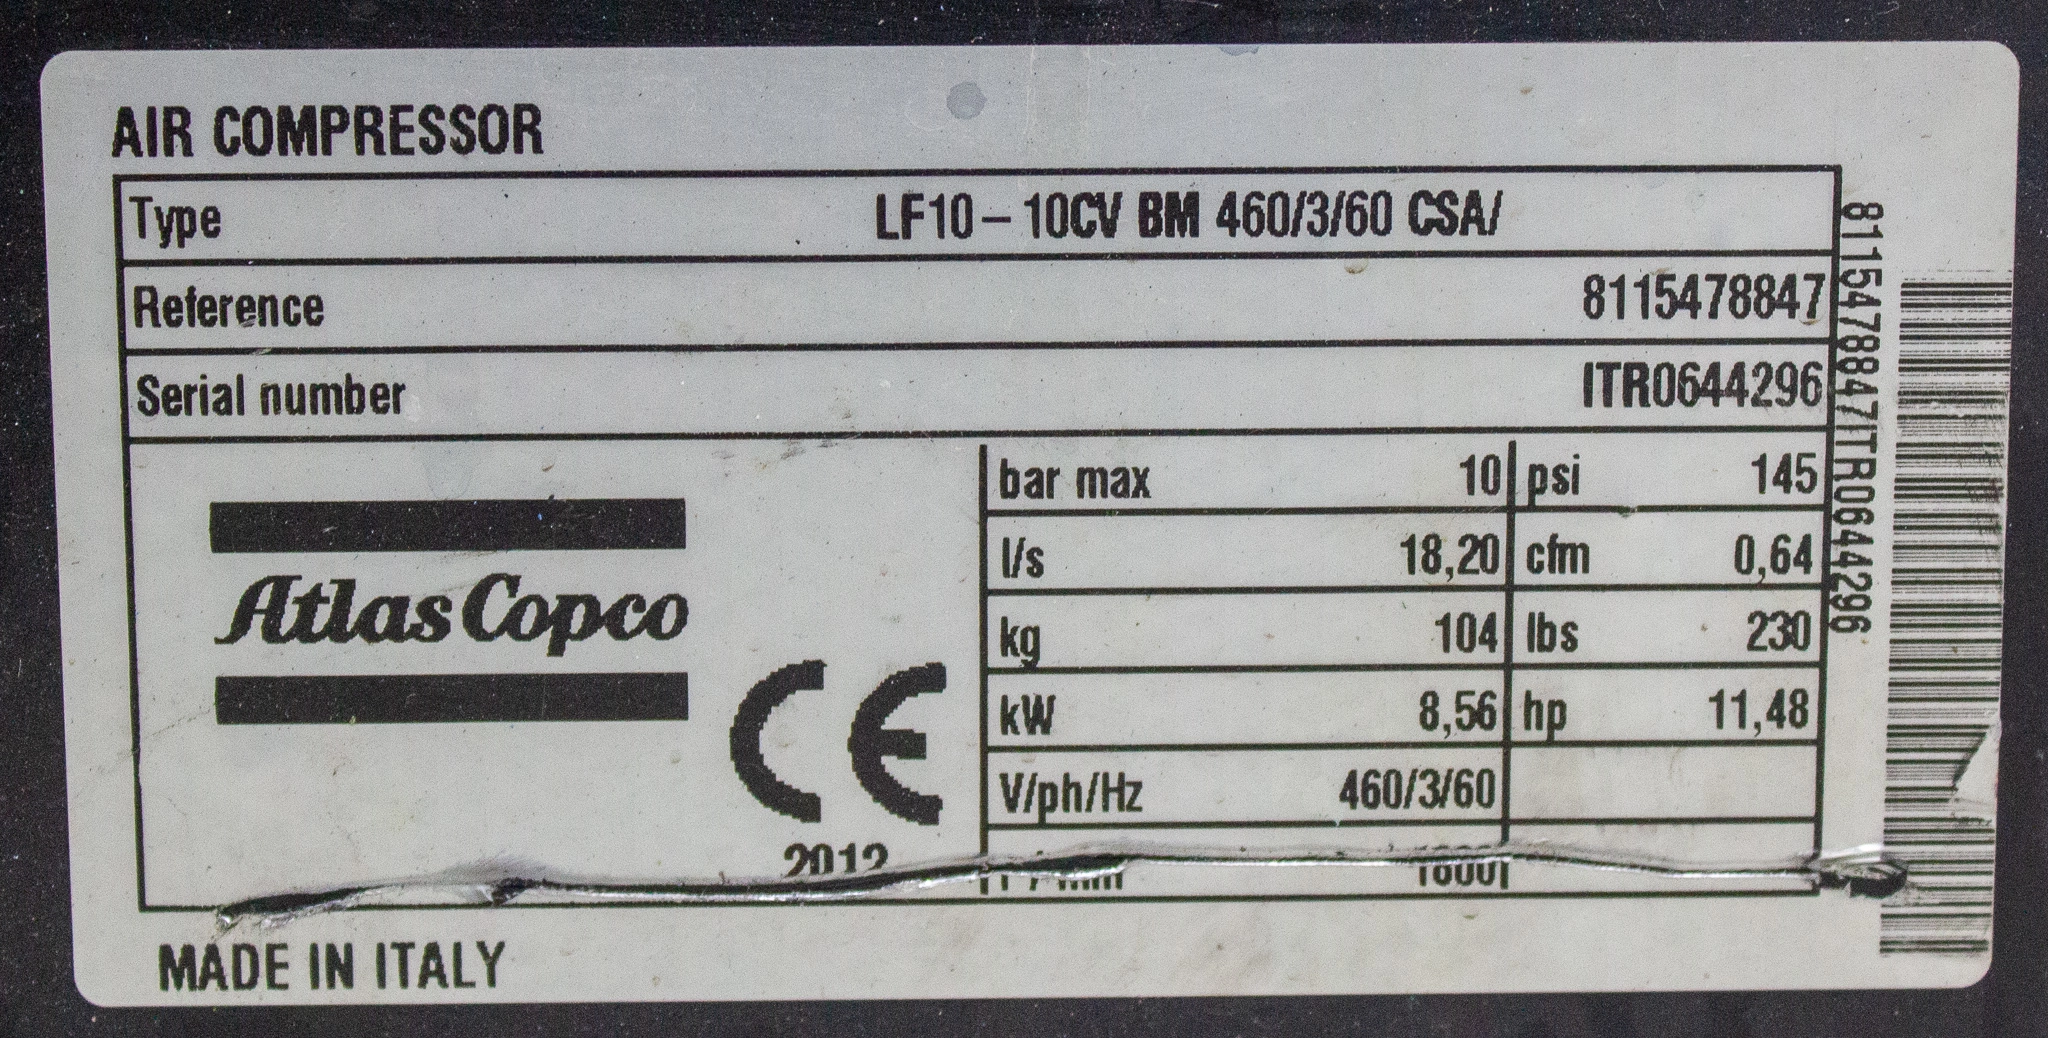 AIR COMPRESSOR
Type LF10 – 10CV BM 460/3/60 CSA/
Reference 8115478847
Serial number ITR0644296
bar max 10 psi 145
l/s 18,20 cfm 0,64
kg 104 lbs 230
kW 8,56 hp 11,48
V/ph/Hz 460/3/60
1800
Atlas Copco
CE
2012
MADE IN ITALY
8115478847ITR0644296